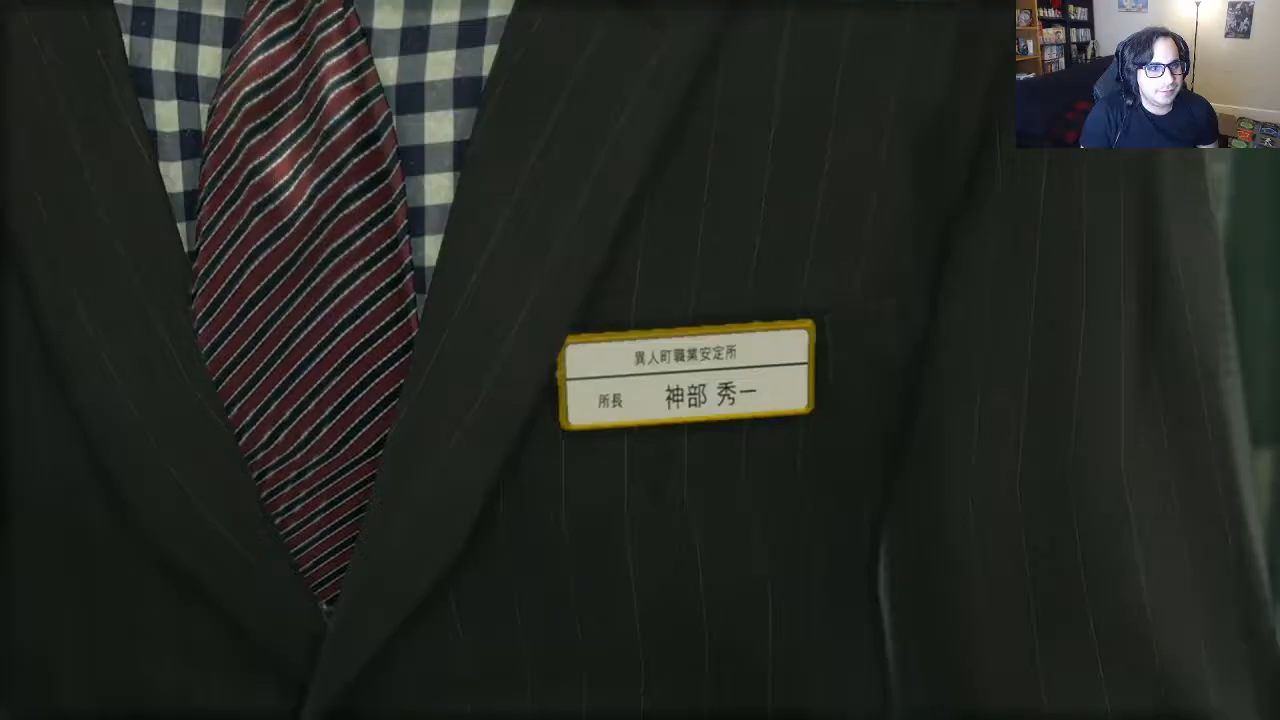 異人町職業安定所
所長 神部 秀一